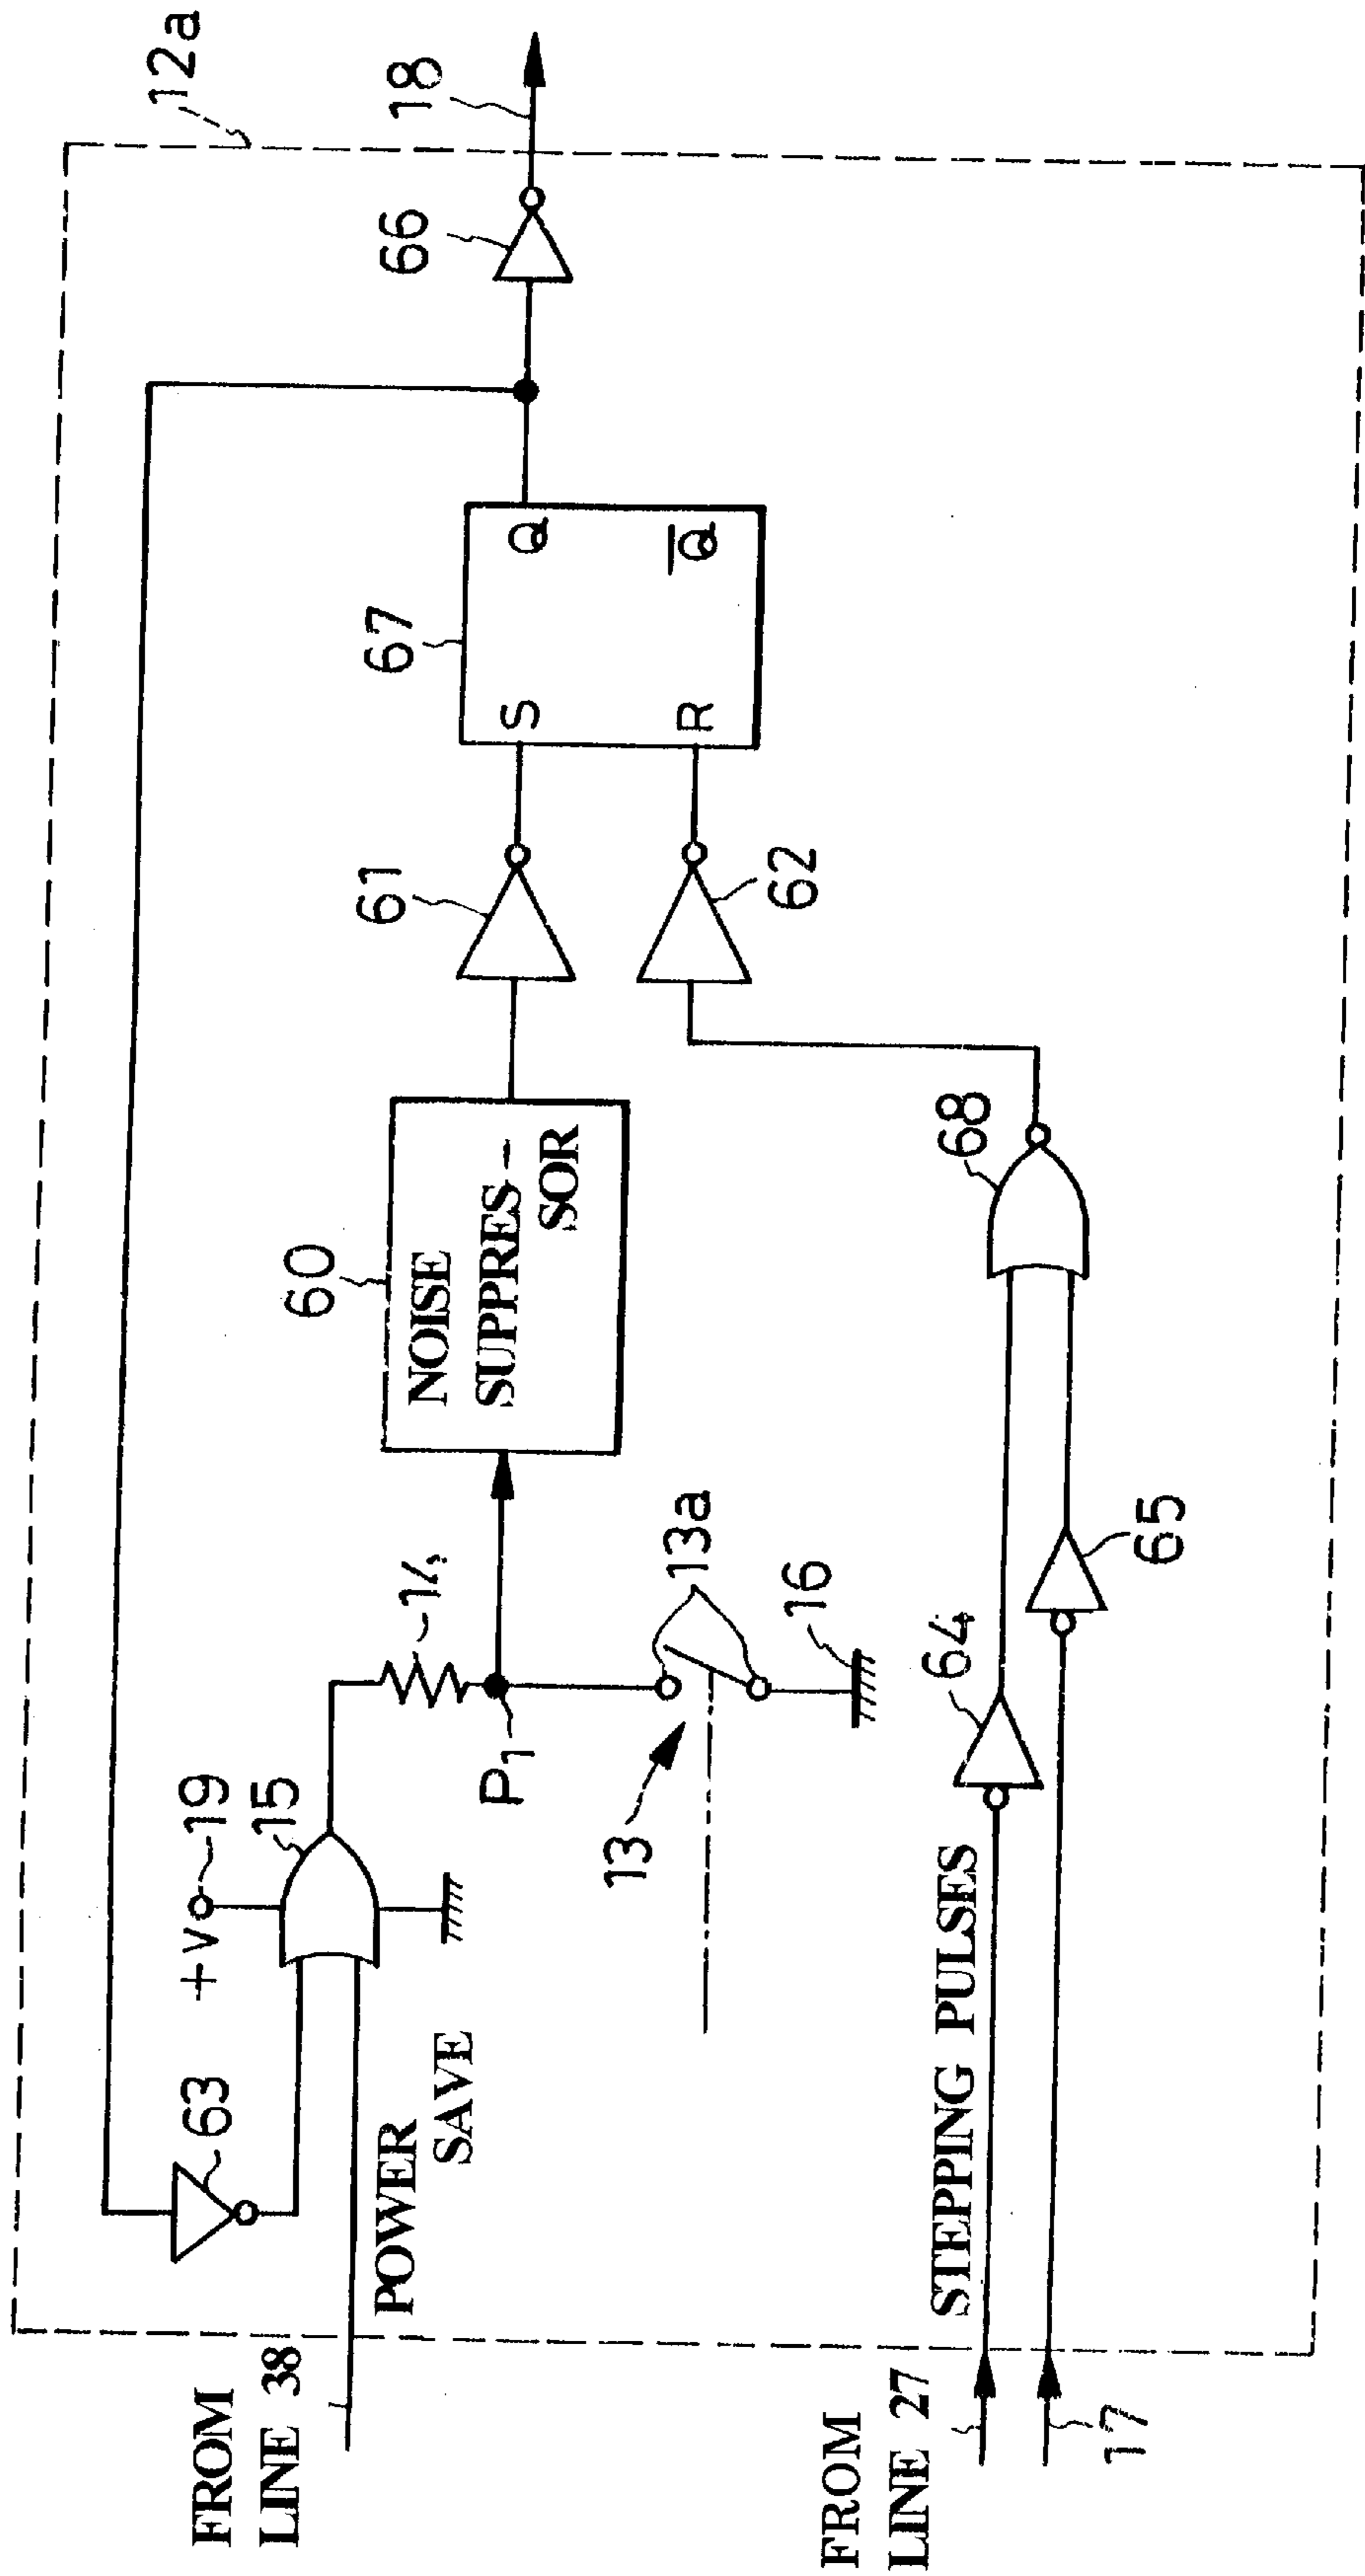 12a
FROM
LINE 38
POWER
SAVE
63
+V
19
15
14
P1
13
13a
16
60
NOISE
SUPPRES-
SOR
61
62
67
S
R
Q
Q̅
66
18
FROM
LINE 27
17
STEPPING PULSES
64
65
68